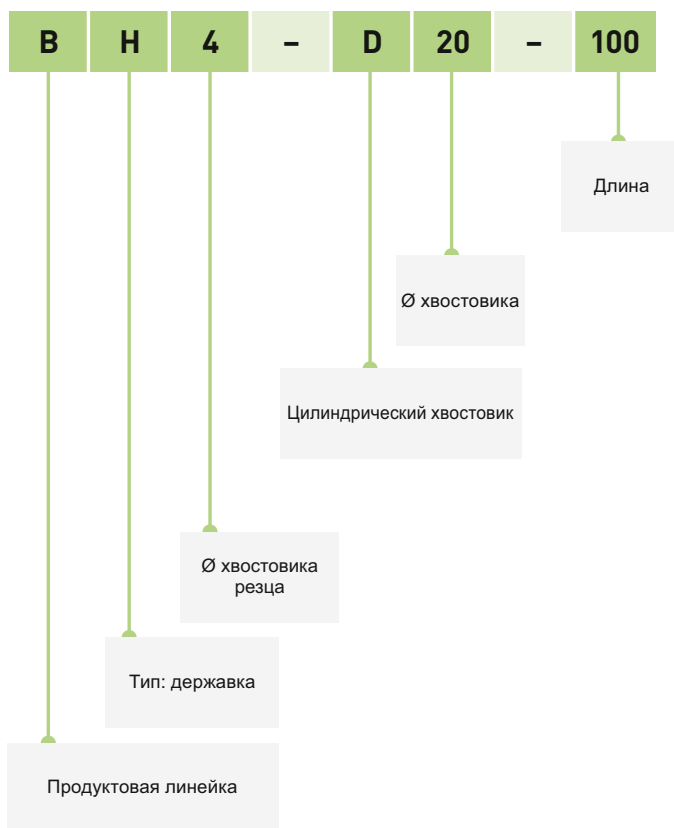 B H 4 – D 20 – 100
Длина
Ø хвостовика
Цилиндрический хвостовик
Ø хвостовика
резца
Тип: державка
Продуктовая линейка